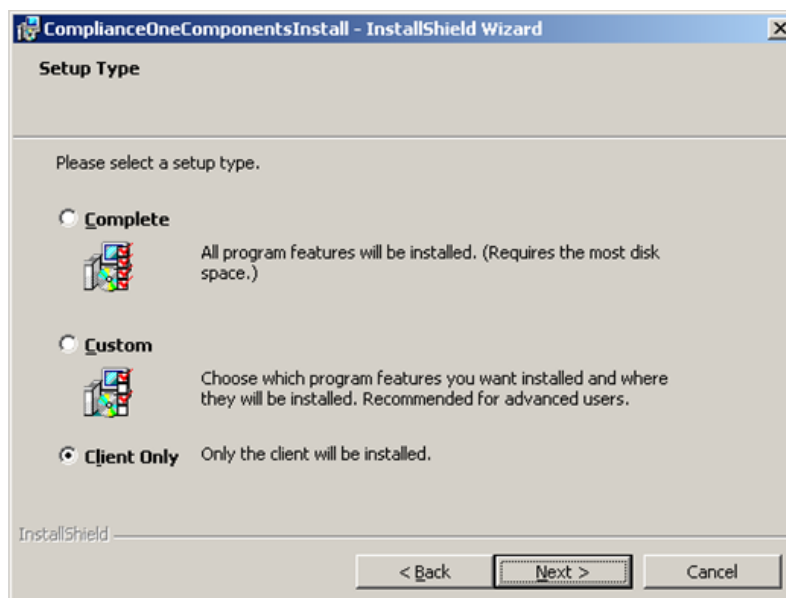 ComplianceOneComponentsInstall - InstallShield Wizard
Setup Type
Please select a setup type.
Complete
All program features will be installed. (Requires the most disk
space.)
Custom
Choose which program features you want installed and where
they will be installed. Recommended for advanced users.
Client Only Only the client will be installed.
InstallShield
< Back Next > Cancel